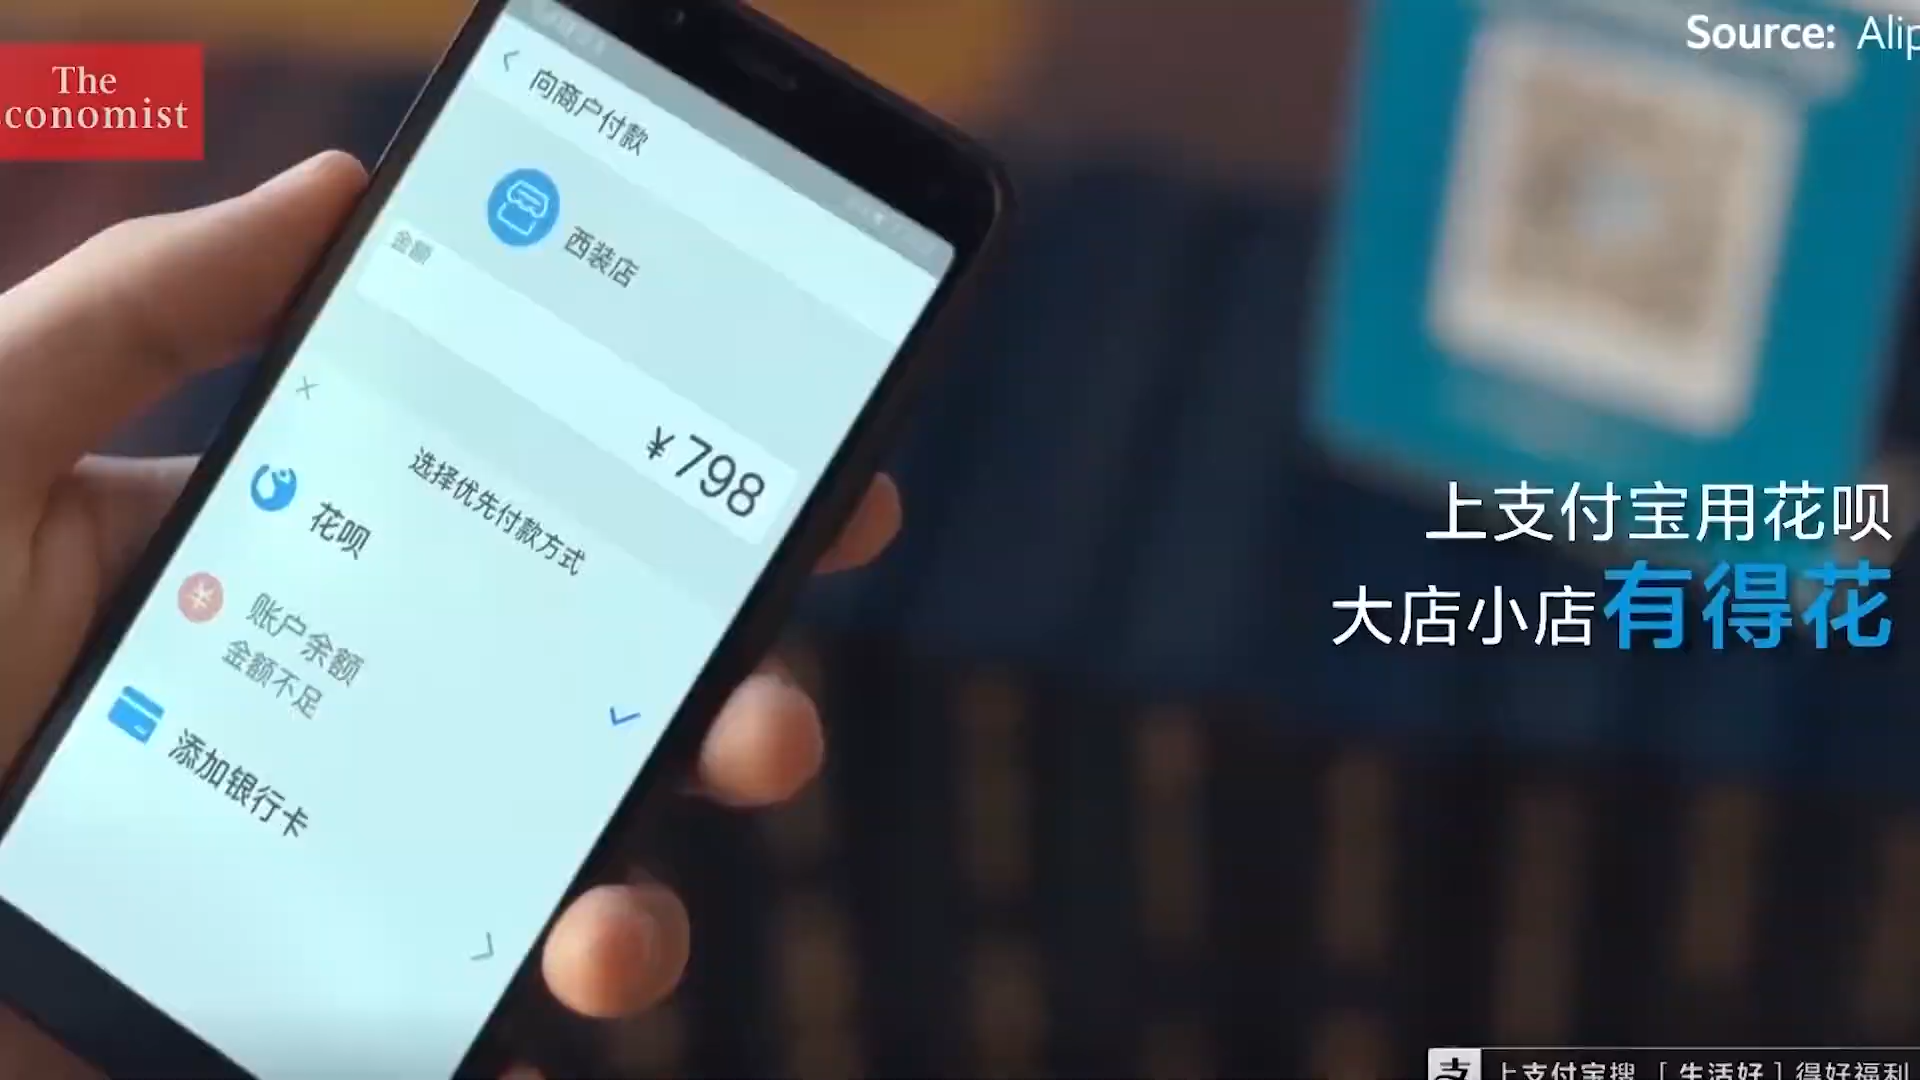 The
conomist
Source: Alip
向商户付款
西装店
金额
¥798
选择优先付款方式
花呗
账户余额
金额不足
添加银行卡
上支付宝用花呗
大店小店有得花
支 上支付宝搜 [ 生活好 ] 得好福利